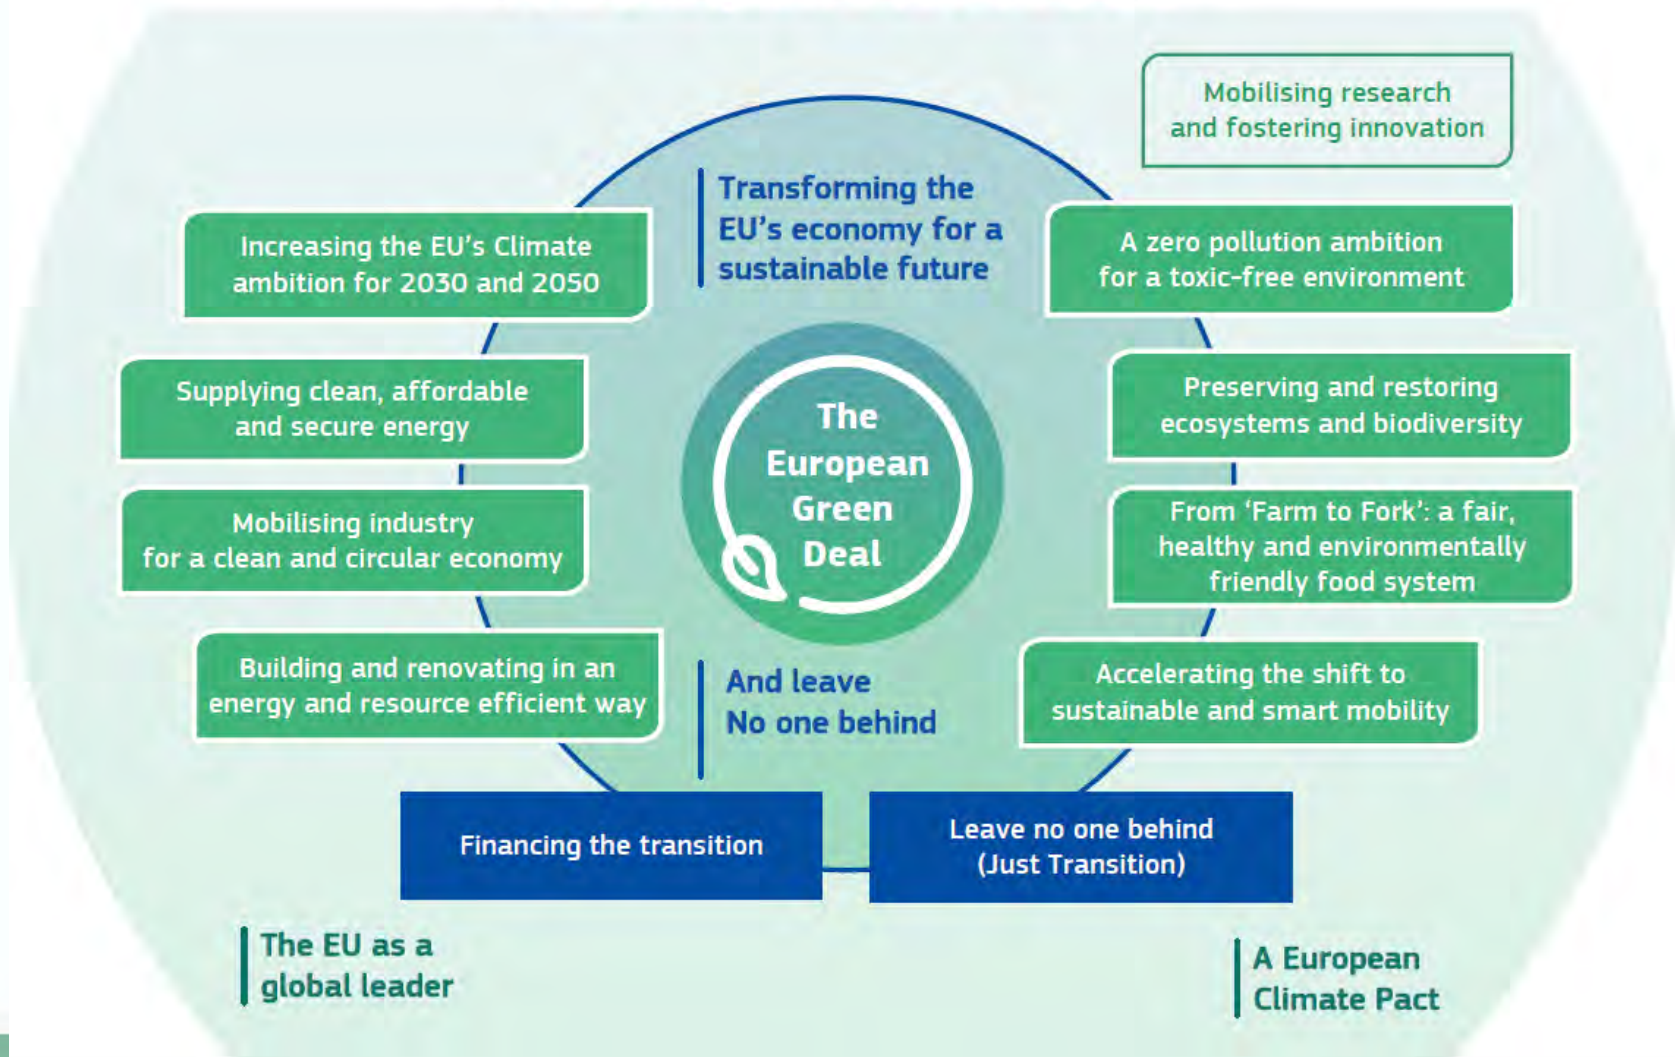 Mobilising research
and fostering innovation
Transforming the
EU's economy for a
sustainable future
Increasing the EU's Climate
ambition for 2030 and 2050
A zero pollution ambition
for a toxic-free environment
Supplying clean, affordable
and secure energy
Preserving and restoring
ecosystems and biodiversity
The
European
Green
Deal
Mobilising industry
for a clean and circular economy
From ‘Farm to Fork’: a fair,
healthy and environmentally
friendly food system
Building and renovating in an
energy and resource efficient way
And leave
No one behind
Accelerating the shift to
sustainable and smart mobility
Financing the transition
Leave no one behind
(Just Transition)
The EU as a
global leader
A European
Climate Pact